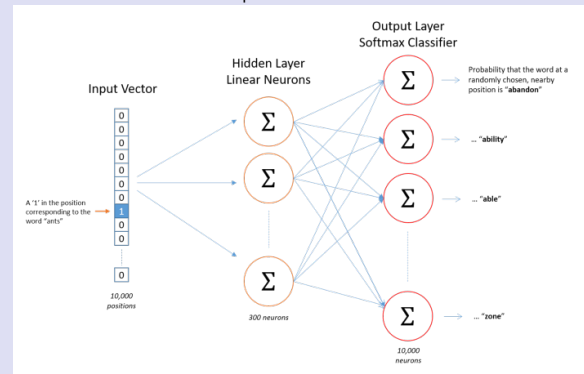 Output Layer
Softmax Classifier
Hidden Layer
Linear Neurons
Input Vector
0
0
0
0
0
0
0
1
0
0
0
A '1' in the position
corresponding to the
word "ants"
10,000
positions
Σ
Σ
Σ
300 neurons
Σ
Σ
Σ
Σ
10,000
neurons
Probability that the word at a
randomly chosen, nearby
position is "abandon"
... "ability"
... "able"
... "zone"